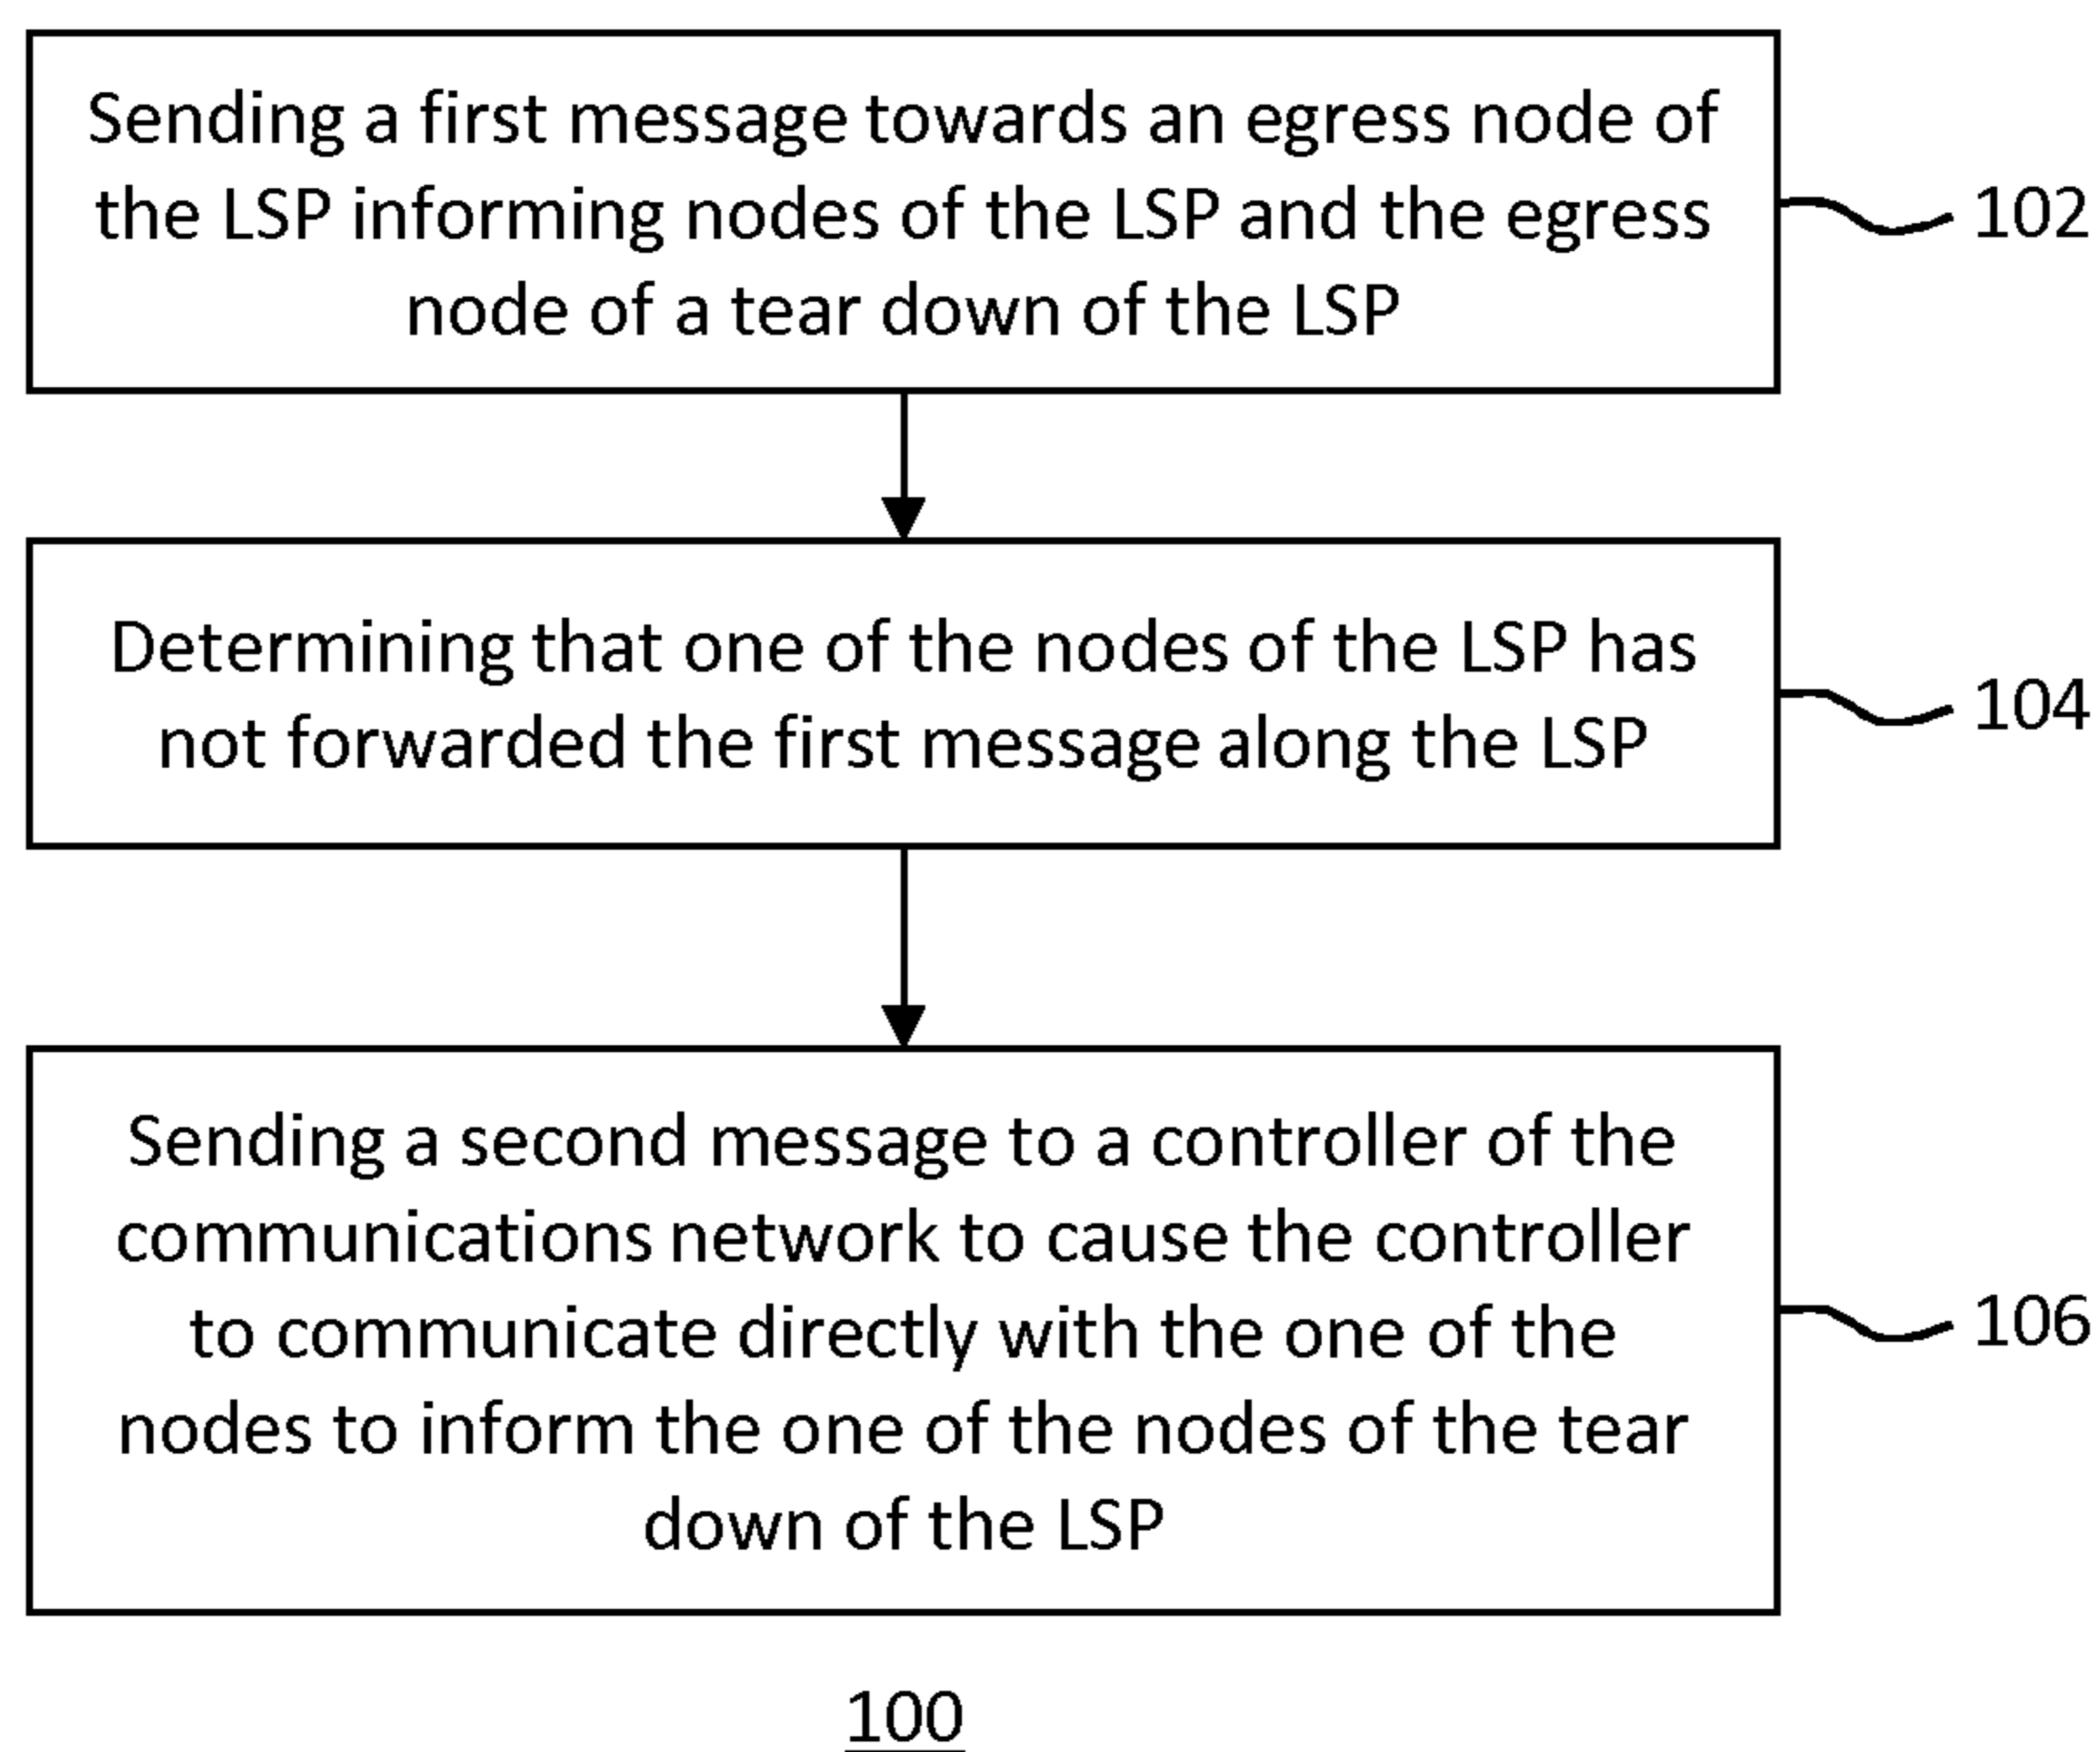 Sending a first message towards an egress node of
the LSP informing nodes of the LSP and the egress
node of a tear down of the LSP
102
Determining that one of the nodes of the LSP has
not forwarded the first message along the LSP
104
Sending a second message to a controller of the
communications network to cause the controller
to communicate directly with the one of the
nodes to inform the one of the nodes of the tear
down of the LSP
106
100